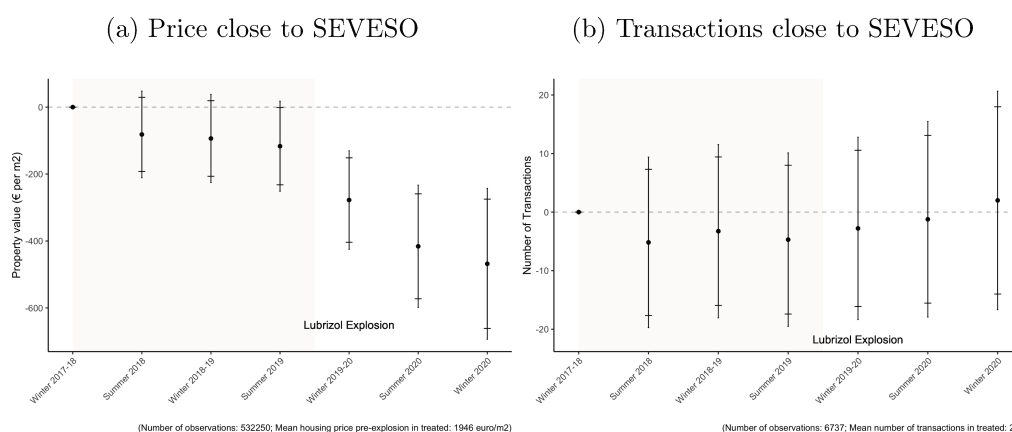 (a) Price close to SEVESO
(b) Transactions close to SEVESO
Property value (€ per m2)
0
-200
-400
-600
Lubrizol Explosion
Winter 2017-18
Summer 2018
Winter 2018-19
Summer 2019
Winter 2019-20
Summer 2020
Winter 2020
(Number of observations: 532250; Mean housing price pre-explosion in treated: 1946 euro/m2)
Number of Transactions
20
10
0
-10
-20
Lubrizol Explosion
Winter 2017-18
Summer 2018
Winter 2018-19
Summer 2019
Winter 2019-20
Summer 2020
Winter 2020
(Number of observations: 6737; Mean number of transactions in treated: 2